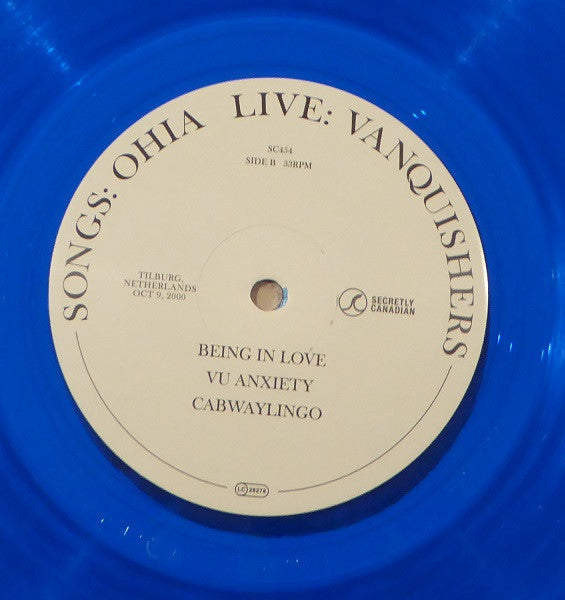 SONGS: OHIA LIVE: VANQUISHERS
SC454
SIDE B 33RPM
TILBURG,
NETHERLANDS
OCT 9, 2000
SECRETLY
CANADIAN
BEING IN LOVE
VU ANXIETY
CABWAYLINGO
LC 29278